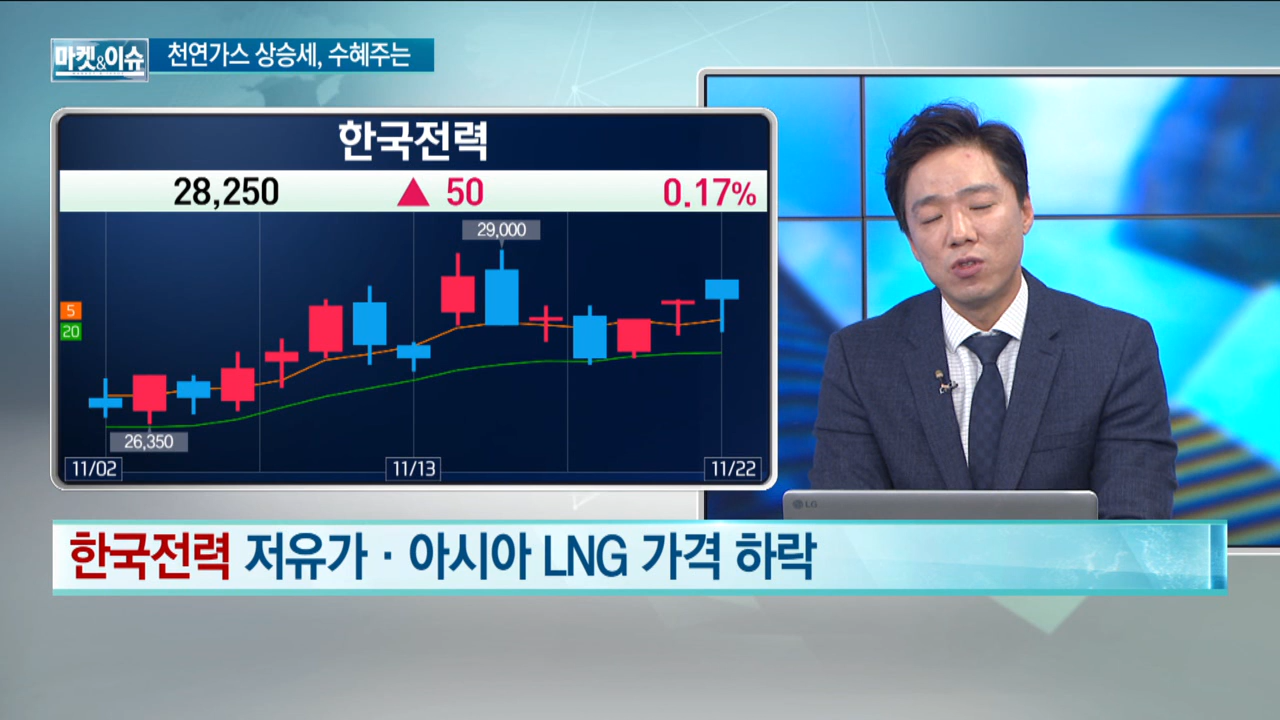 마켓&이슈
천연가스 상승세, 수혜주는
한국전력
28,250 ▲ 50 0.17%
29,000
5
20
26,350
11/02 11/13 11/22
LG
한국전력 저유가 · 아시아 LNG 가격 하락